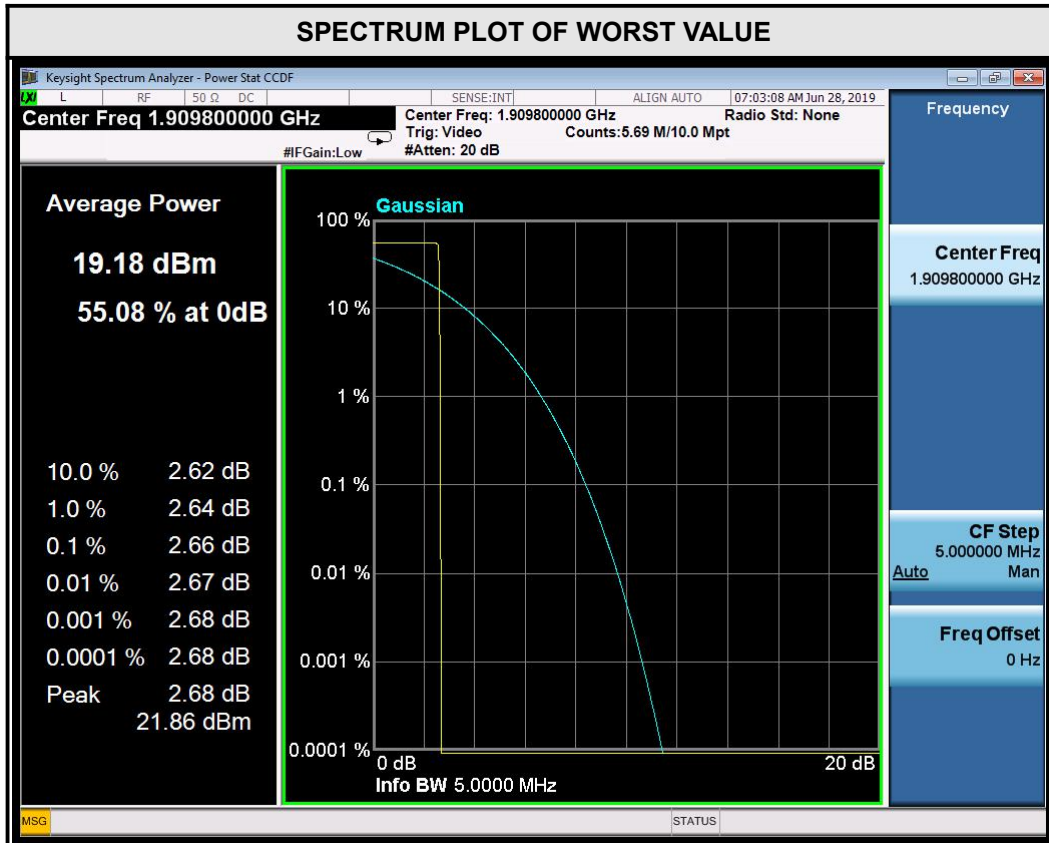 SPECTRUM PLOT OF WORST VALUE
Keysight Spectrum Analyzer - Power Stat CCDF
LXI L RF 50 Ω DC SENSE:INT ALIGN AUTO 07:03:08 AM Jun 28, 2019
Center Freq 1.909800000 GHz
Center Freq: 1.909800000 GHz Radio Std: None
Trig: Video Counts:5.69 M/10.0 Mpt
#IFGain:Low #Atten: 20 dB
Average Power
19.18 dBm
55.08 % at 0dB
10.0 % 2.62 dB
1.0 % 2.64 dB
0.1 % 2.66 dB
0.01 % 2.67 dB
0.001 % 2.68 dB
0.0001 % 2.68 dB
Peak 2.68 dB
21.86 dBm
Gaussian
100 %
10 %
1 %
0.1 %
0.01 %
0.001 %
0.0001 %
0 dB 20 dB
Info BW 5.0000 MHz
Frequency
Center Freq
1.909800000 GHz
CF Step
5.000000 MHz
Auto Man
Freq Offset
0 Hz
MSG STATUS